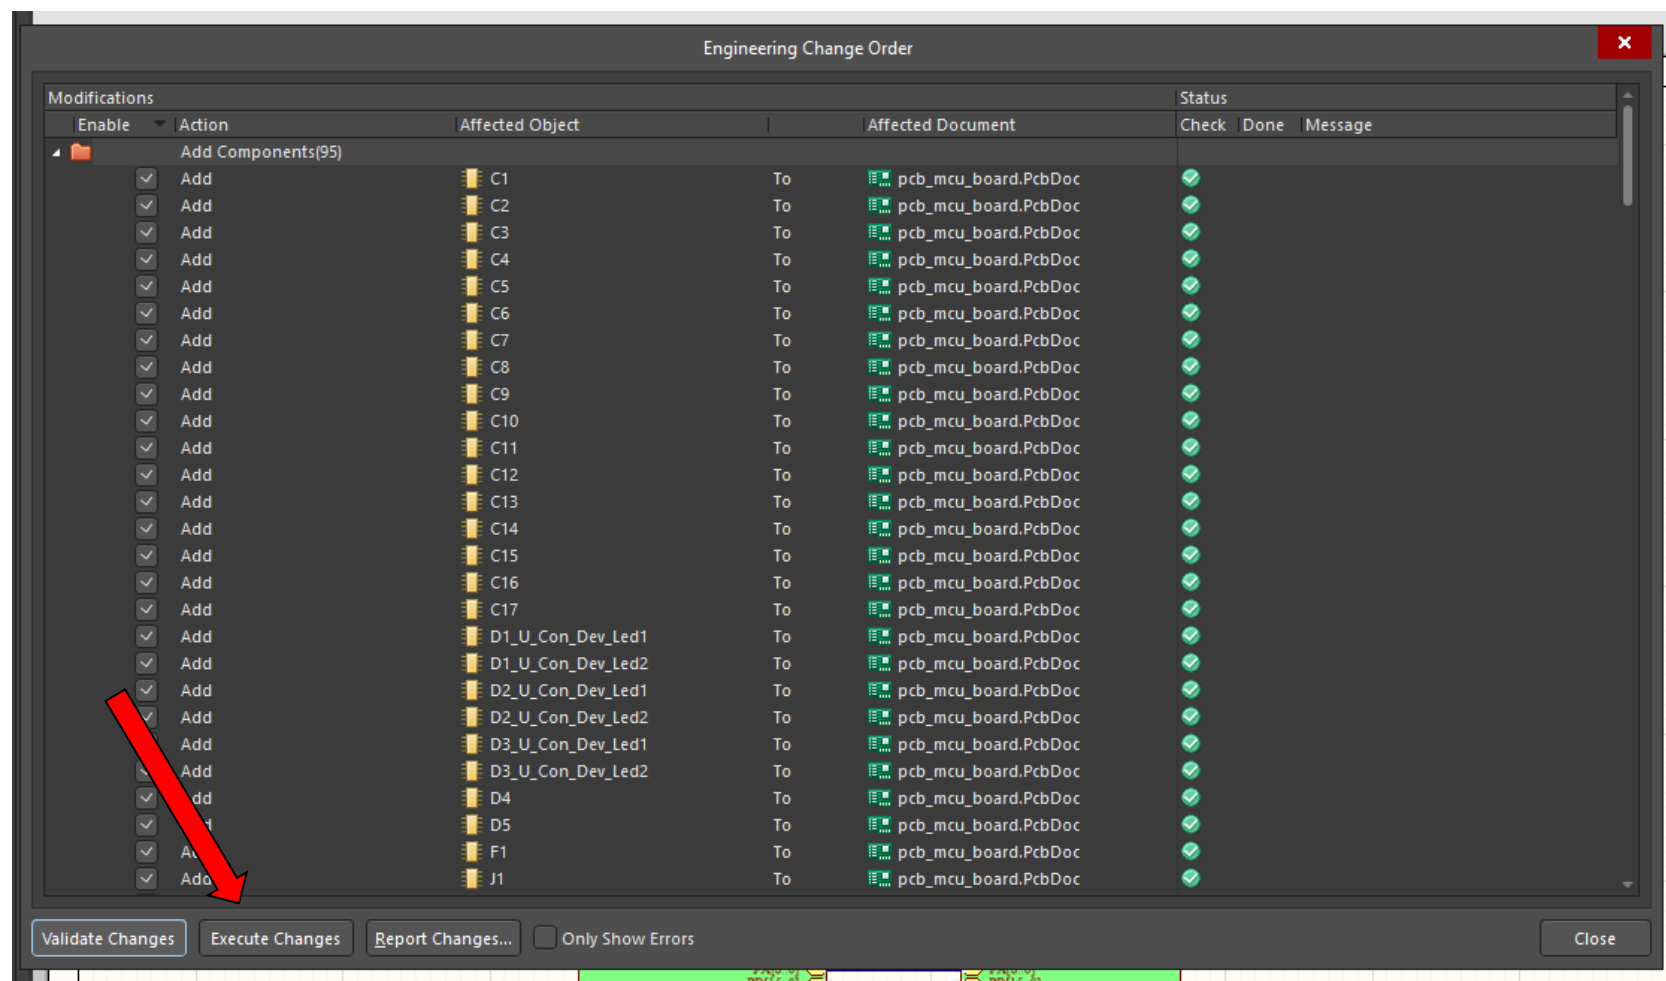 Engineering Change Order
Modifications Status
Enable Action Affected Object Affected Document Check Done Message
Add Components(95)
Add C1 To pcb_mcu_board.PcbDoc
Add C2 To pcb_mcu_board.PcbDoc
Add C3 To pcb_mcu_board.PcbDoc
Add C4 To pcb_mcu_board.PcbDoc
Add C5 To pcb_mcu_board.PcbDoc
Add C6 To pcb_mcu_board.PcbDoc
Add C7 To pcb_mcu_board.PcbDoc
Add C8 To pcb_mcu_board.PcbDoc
Add C9 To pcb_mcu_board.PcbDoc
Add C10 To pcb_mcu_board.PcbDoc
Add C11 To pcb_mcu_board.PcbDoc
Add C12 To pcb_mcu_board.PcbDoc
Add C13 To pcb_mcu_board.PcbDoc
Add C14 To pcb_mcu_board.PcbDoc
Add C15 To pcb_mcu_board.PcbDoc
Add C16 To pcb_mcu_board.PcbDoc
Add C17 To pcb_mcu_board.PcbDoc
Add D1_U_Con_Dev_Led1 To pcb_mcu_board.PcbDoc
Add D1_U_Con_Dev_Led2 To pcb_mcu_board.PcbDoc
Add D2_U_Con_Dev_Led1 To pcb_mcu_board.PcbDoc
Add D2_U_Con_Dev_Led2 To pcb_mcu_board.PcbDoc
Add D3_U_Con_Dev_Led1 To pcb_mcu_board.PcbDoc
Add D3_U_Con_Dev_Led2 To pcb_mcu_board.PcbDoc
Add D4 To pcb_mcu_board.PcbDoc
D5 To pcb_mcu_board.PcbDoc
F1 To pcb_mcu_board.PcbDoc
Add J1 To pcb_mcu_board.PcbDoc
Validate Changes Execute Changes Report Changes... Only Show Errors Close